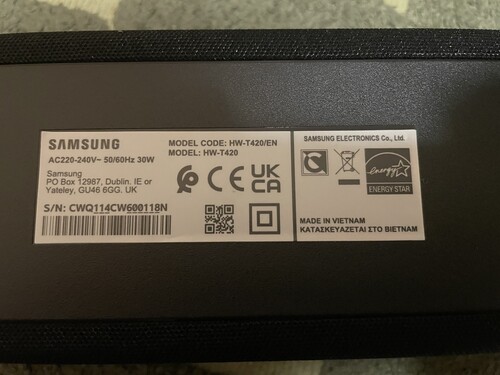 SAMSUNG
AC220-240V~ 50/60Hz 30W
MODEL CODE: HW-T420/EN
MODEL: HW-T420
Samsung
PO Box 12987, Dublin. IE or
Yateley, GU46 6GG. UK
S/N: CWQ114CW600118N
CE
UK
CA
SAMSUNG ELECTRONICS Co., Ltd.
energy
ENERGY STAR
MADE IN VIETNAM
ΚΑΤΑΣΚΕΥΑΖΕΤΑΙ ΣΤΟ ΒΙΕΤΝΑΜ